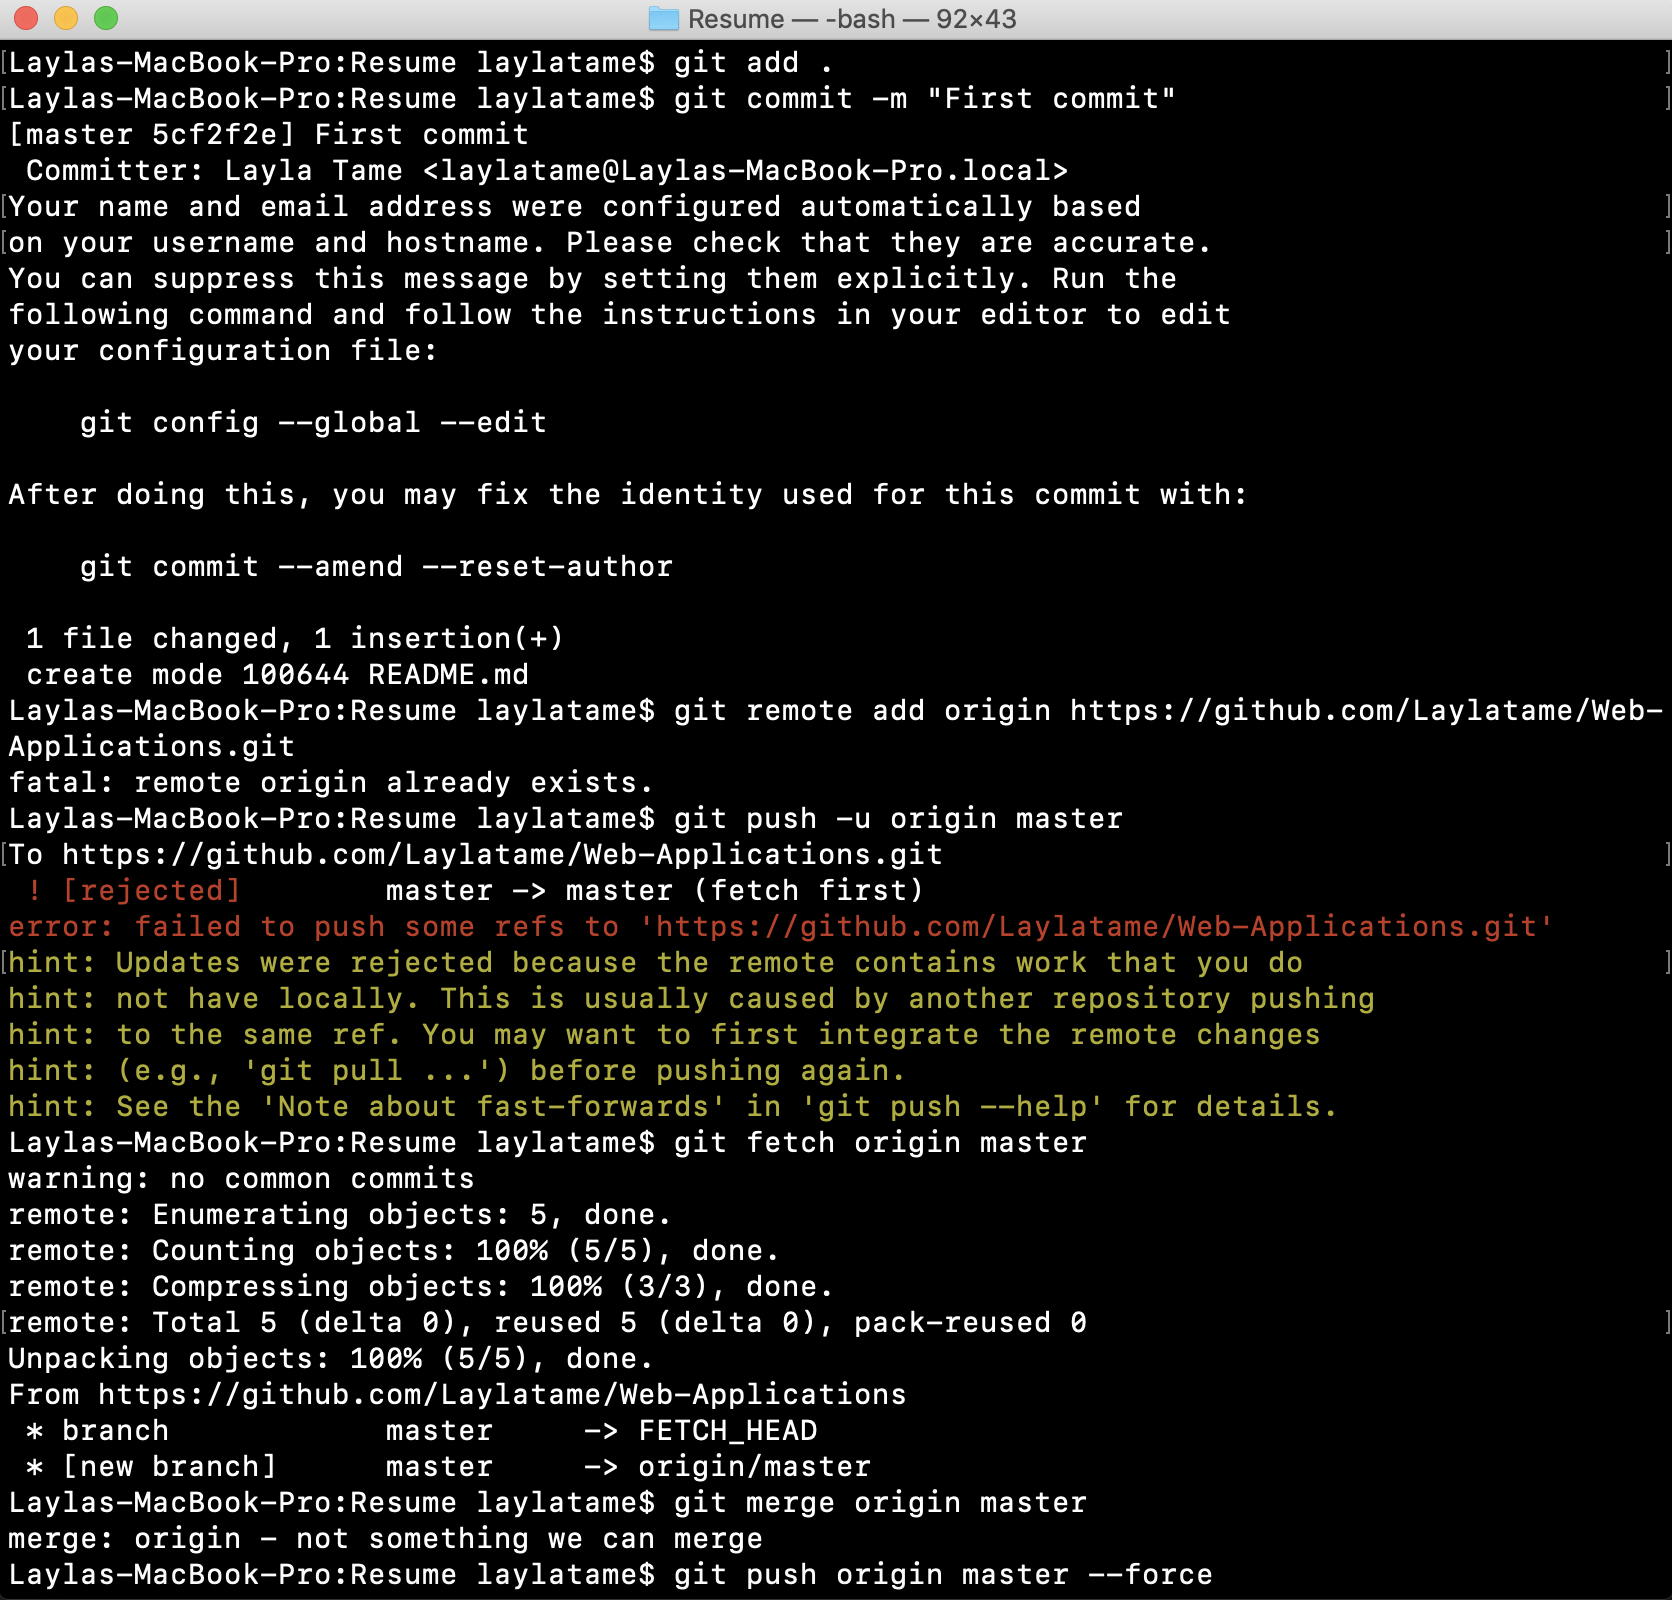 Resume — -bash — 92×43
Laylas-MacBook-Pro:Resume laylatame$ git add .
Laylas-MacBook-Pro:Resume laylatame$ git commit -m "First commit"
[master 5cf2f2e] First commit
 Committer: Layla Tame <laylatame@Laylas-MacBook-Pro.local>
Your name and email address were configured automatically based
on your username and hostname. Please check that they are accurate.
You can suppress this message by setting them explicitly. Run the
following command and follow the instructions in your editor to edit
your configuration file:

    git config --global --edit

After doing this, you may fix the identity used for this commit with:

    git commit --amend --reset-author

 1 file changed, 1 insertion(+)
 create mode 100644 README.md
Laylas-MacBook-Pro:Resume laylatame$ git remote add origin https://github.com/Laylatame/Web-
Applications.git
fatal: remote origin already exists.
Laylas-MacBook-Pro:Resume laylatame$ git push -u origin master
To https://github.com/Laylatame/Web-Applications.git
 ! [rejected]        master -> master (fetch first)
error: failed to push some refs to 'https://github.com/Laylatame/Web-Applications.git'
hint: Updates were rejected because the remote contains work that you do
hint: not have locally. This is usually caused by another repository pushing
hint: to the same ref. You may want to first integrate the remote changes
hint: (e.g., 'git pull ...') before pushing again.
hint: See the 'Note about fast-forwards' in 'git push --help' for details.
Laylas-MacBook-Pro:Resume laylatame$ git fetch origin master
warning: no common commits
remote: Enumerating objects: 5, done.
remote: Counting objects: 100% (5/5), done.
remote: Compressing objects: 100% (3/3), done.
remote: Total 5 (delta 0), reused 5 (delta 0), pack-reused 0
Unpacking objects: 100% (5/5), done.
From https://github.com/Laylatame/Web-Applications
 * branch            master     -> FETCH_HEAD
 * [new branch]      master     -> origin/master
Laylas-MacBook-Pro:Resume laylatame$ git merge origin master
merge: origin - not something we can merge
Laylas-MacBook-Pro:Resume laylatame$ git push origin master --force